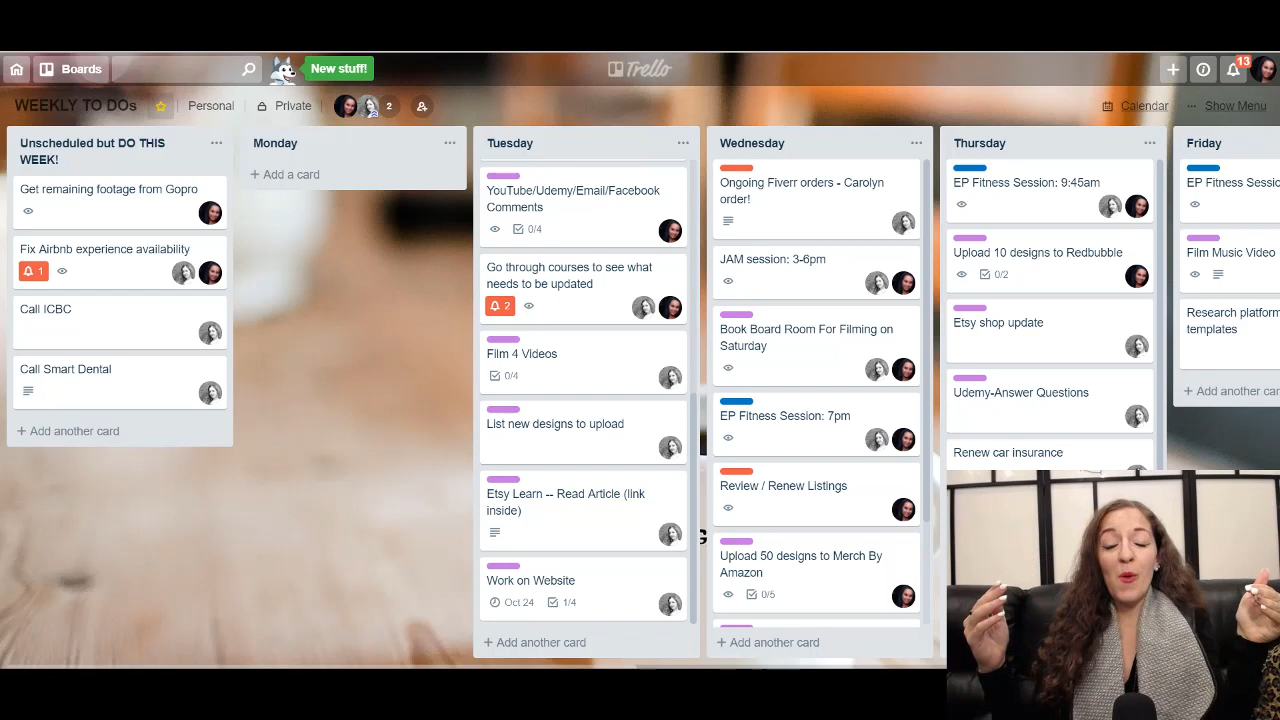 Boards
New stuff!
Trello
13
WEEKLY TO DOs
Personal
Private
2
Calendar
Show Menu
Unscheduled but DO THIS
WEEK!
Get remaining footage from Gopro
Fix Airbnb experience availability
1
Call ICBC
Call Smart Dental
+ Add another card
Monday
+ Add a card
Tuesday
YouTube/Udemy/Email/Facebook
Comments
0/4
Go through courses to see what
needs to be updated
2
Film 4 Videos
0/4
List new designs to upload
Etsy Learn -- Read Article (link
inside)
Work on Website
Oct 24
1/4
+ Add another card
Wednesday
Ongoing Fiverr orders - Carolyn
order!
JAM session: 3-6pm
Book Board Room For Filming on
Saturday
EP Fitness Session: 7pm
Review / Renew Listings
Upload 50 designs to Merch By
Amazon
0/5
+ Add another card
Thursday
EP Fitness Session: 9:45am
Upload 10 designs to Redbubble
0/2
Etsy shop update
Udemy-Answer Questions
Renew car insurance
Friday
EP Fitness
Film Music Video
Research
templates
+ Add another